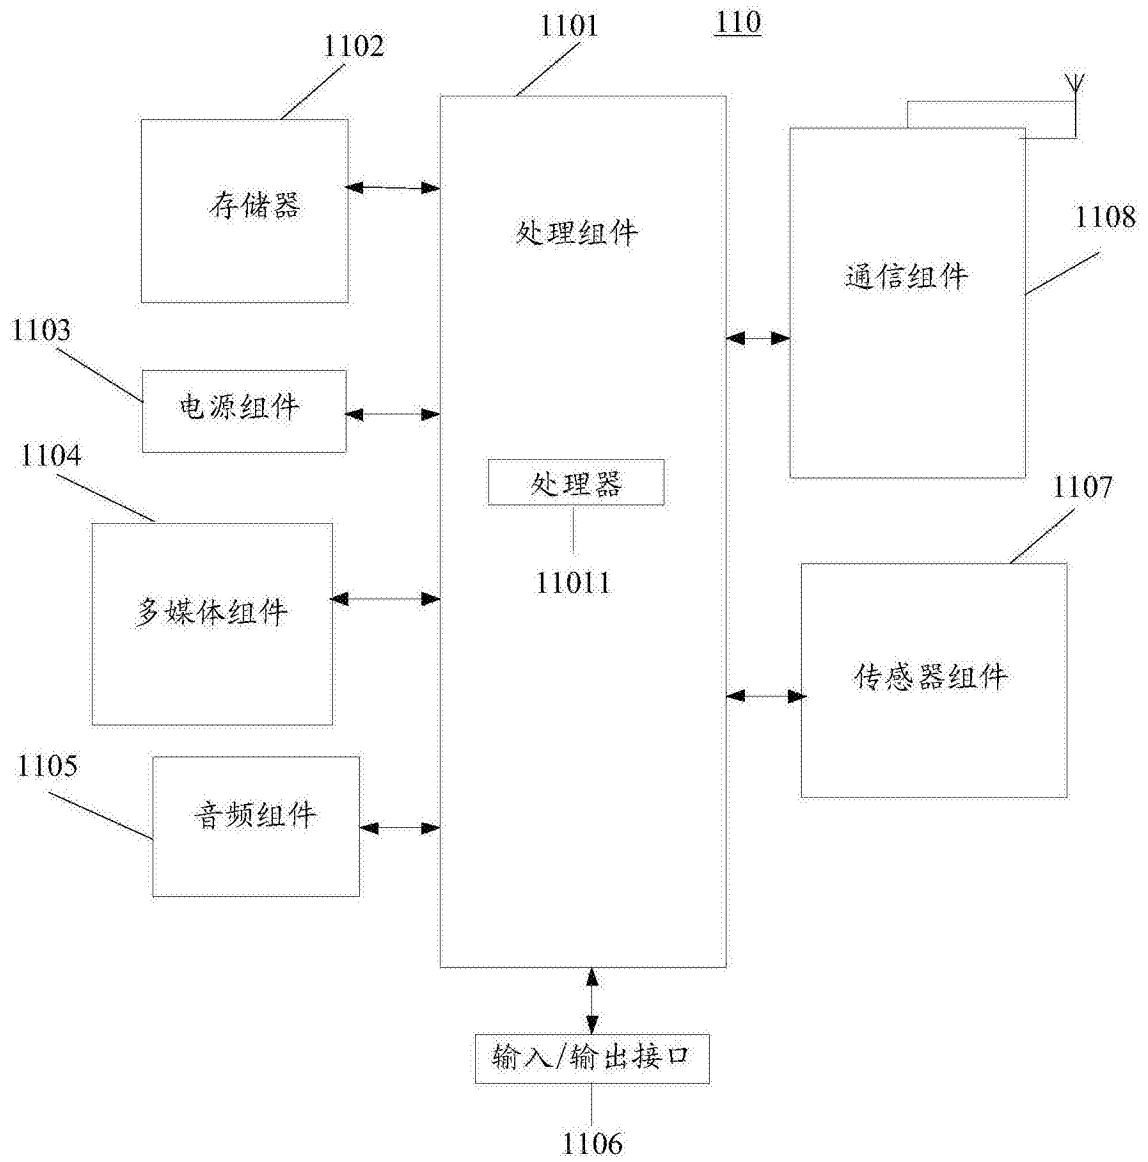 110
1101
1102
存储器
处理组件
1108
通信组件
1103
电源组件
1104
处理器
11011
1107
多媒体组件
传感器组件
1105
音频组件
输入/输出接口
1106